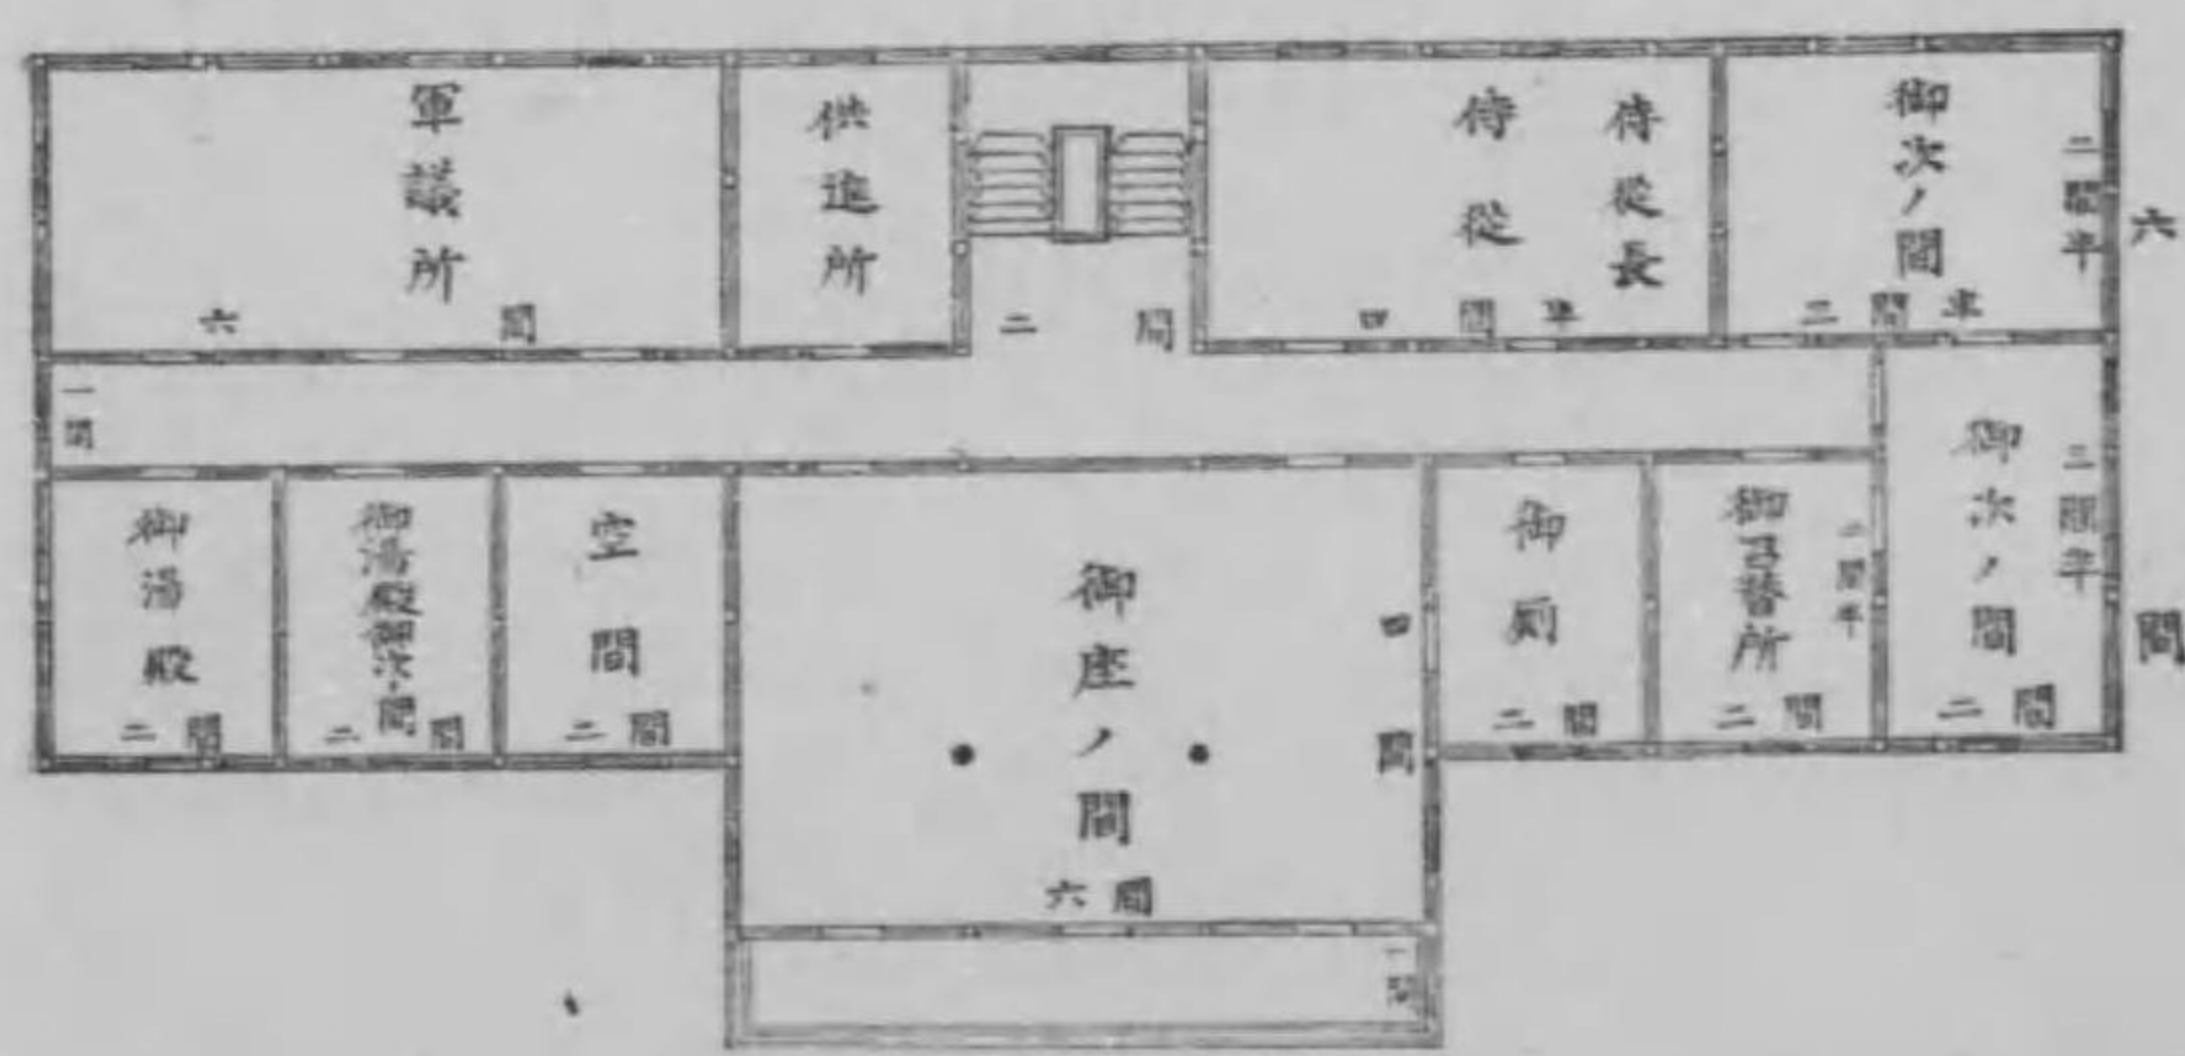 軍議所
六間
供進所
二間
侍從長
侍從
四間半
御次ノ間
二間半
三間半
六間
一間
御湯殿
二間
御湯殿御次ノ間
二間
空間
二間
御座ノ間
四間
六間
一間
御厠
二間
御召替所
二間半
二間
御次ノ間
三間半
二間